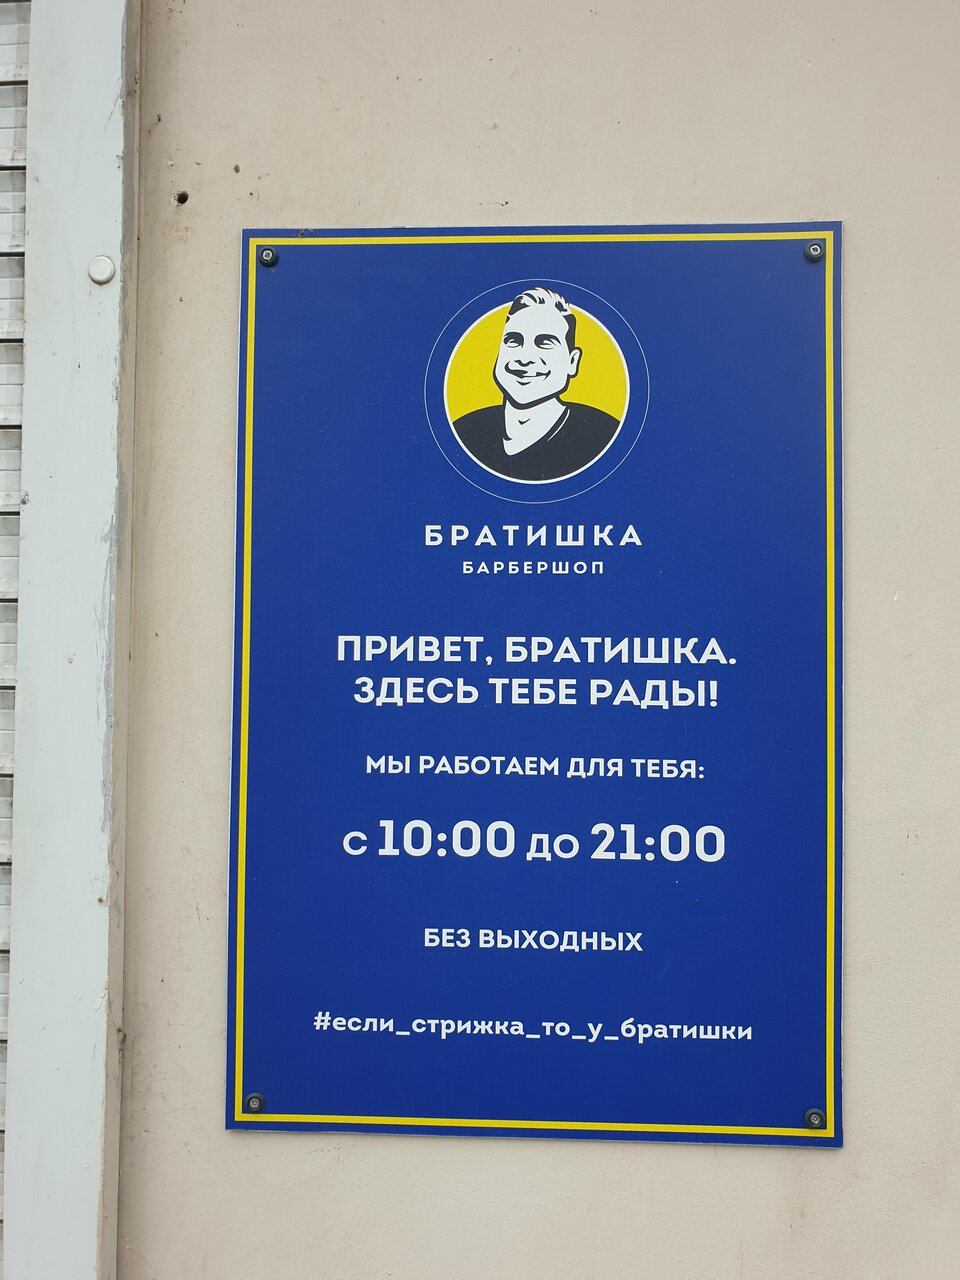 БРАТИШКА
БАРБЕРШОП
ПРИВЕТ, БРАТИШКА.
ЗДЕСЬ ТЕБЕ РАДЫ!
МЫ РАБОТАЕМ ДЛЯ ТЕБЯ:
с 10:00 до 21:00
БЕЗ ВЫХОДНЫХ
#если_стрижка_то_у_братишки